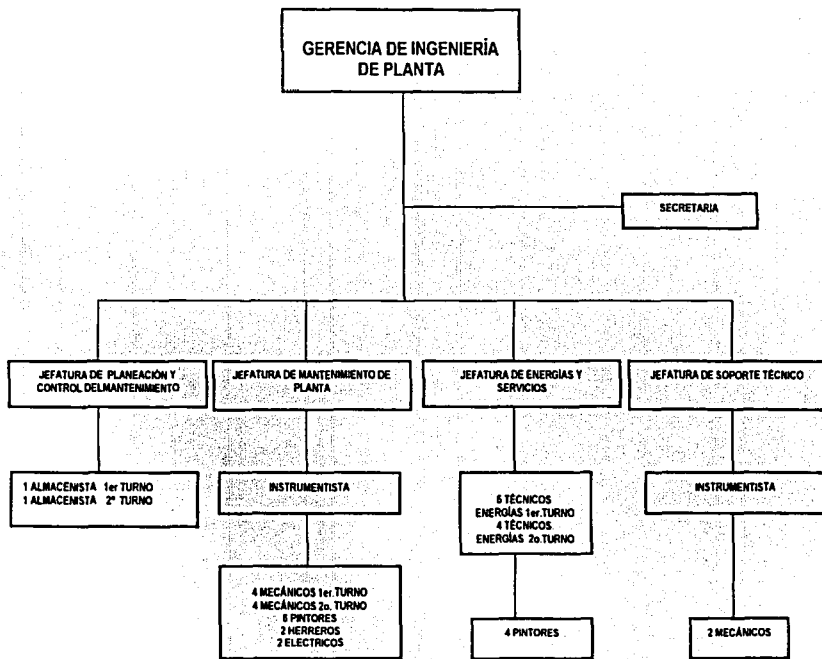 GERENCIA DE INGENIERÍA
DE PLANTA
SECRETARIA
JEFATURA DE PLANEACIÓN Y
CONTROL DELMANTENIMIENTO
JEFATURA DE MANTENIMIENTO DE
PLANTA
JEFATURA DE ENERGÍAS Y
SERVICIOS
JEFATURA DE SOPORTE TÉCNICO
1 ALMACENISTA 1er TURNO
1 ALMACENISTA 2º TURNO
INSTRUMENTISTA
6 TÉCNICOS
ENERGÍAS 1er.TURNO
4 TÉCNICOS
ENERGÍAS 2o.TURNO
INSTRUMENTISTA
4 MECÁNICOS 1er.TURNO
4 MECÁNICOS 2o. TURNO
6 PINTORES
2 HERREROS
2 ELECTRICOS
4 PINTORES
2 MECÁNICOS